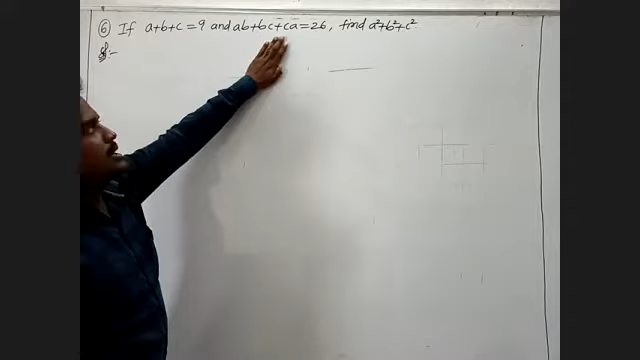 ⑥ If a+b+c=9 and ab+bc+ca=26, find a²+b²+c².
Sol:-